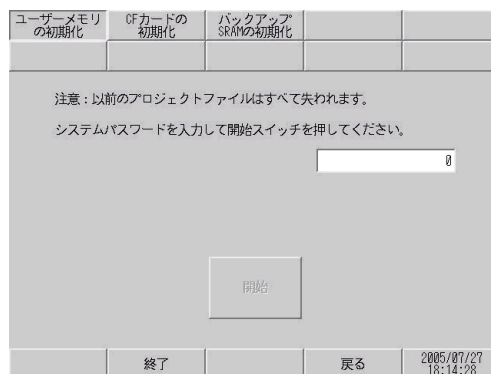 ユーザーメモリ
の初期化
CFカードの
初期化
バックアップ
SRAMの初期化
注意：以前のプロジェクトファイルはすべて失われます。
システムパスワードを入力して開始スイッチを押してください。
0
開始
終了
戻る
2005/07/27
18:14:28